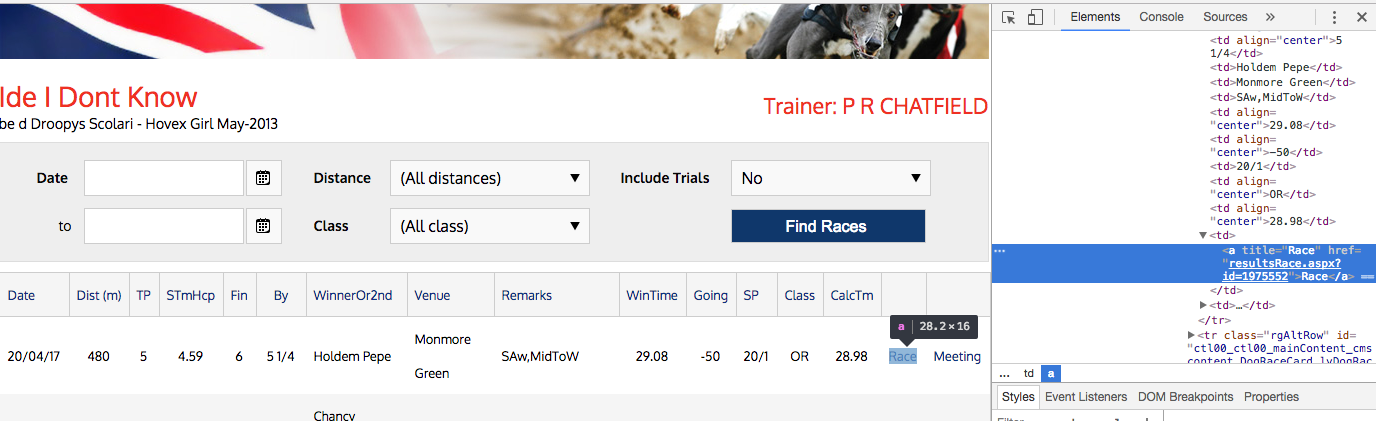 Elements Console Sources »
lde I Dont Know
Trainer: P R CHATFIELD
be d Droopys Scolari - Hovex Girl May-2013
Date Distance (All distances) Include Trials No
to Class (All class) Find Races
Date Dist (m) TP STmHcp Fin By WinnerOr2nd Venue Remarks WinTime Going SP Class CalcTm
a 28.2 × 16
20/04/17 480 5 4.59 6 5 1/4 Holdem Pepe Monmore Green SAw,MidToW 29.08 -50 20/1 OR 28.98 Race Meeting
Chancy
<td align="center">5
1/4</td>
<td>Holdem Pepe</td>
<td>Monmore Green</td>
<td>SAw,MidToW</td>
<td align=
"center">29.08</td>
<td align=
"center">-50</td>
<td>20/1</td>
<td align=
"center">OR</td>
<td align=
"center">28.98</td>
▼<td>
… <a title="Race" href=
"resultsRace.aspx?
id=1975552">Race</a> ==
</td>
▶<td>…</td>
</tr>
▶<tr class="rgAltRow" id=
"ctl00_ctl00_mainContent_cms
content_DogRaceCard_lvDogRac
... td a
Styles Event Listeners DOM Breakpoints Properties
Filter